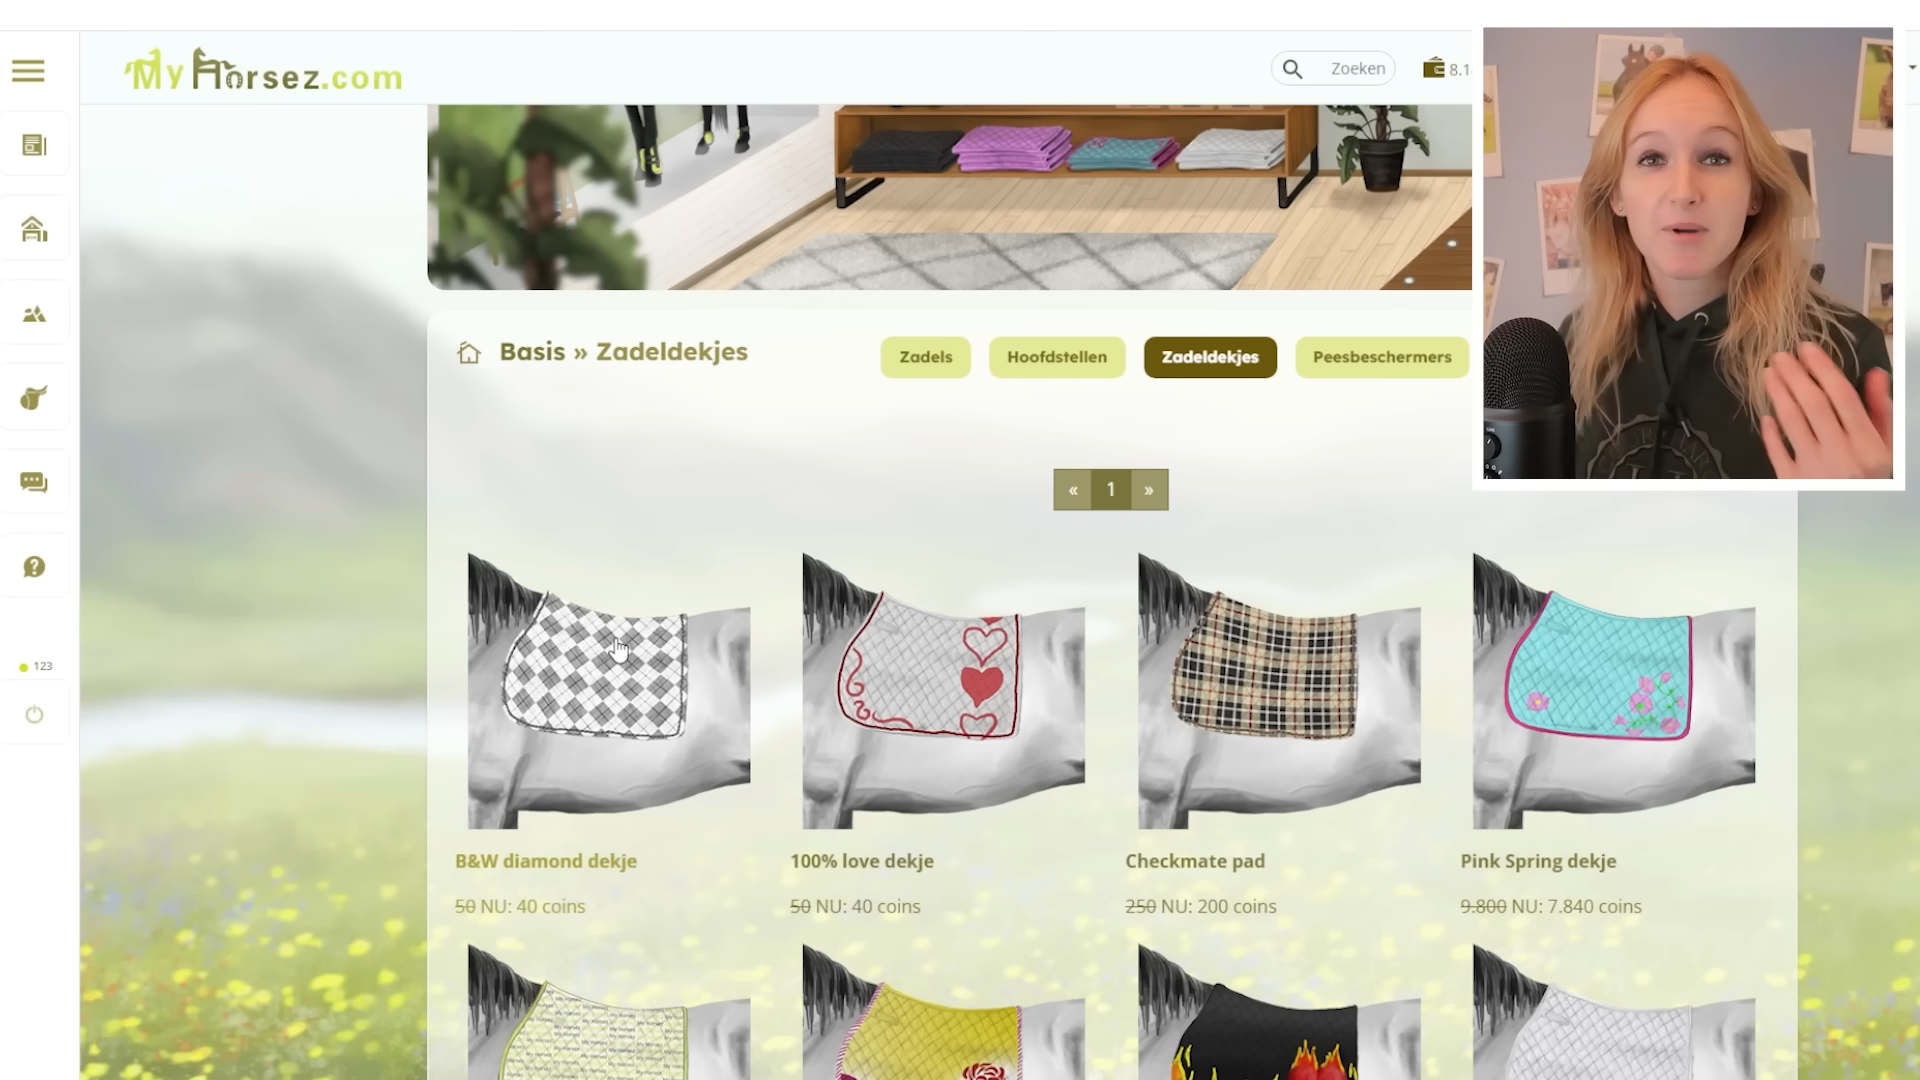 My Horsez.com
Zoeken
8.1
Basis » Zadeldekjes
Zadels
Hoofdstellen
Zadeldekjes
Peesbeschermers
« 1 »
B&W diamond dekje
100% love dekje
Checkmate pad
Pink Spring dekje
50 NU: 40 coins
50 NU: 40 coins
250 NU: 200 coins
9.800 NU: 7.840 coins
123